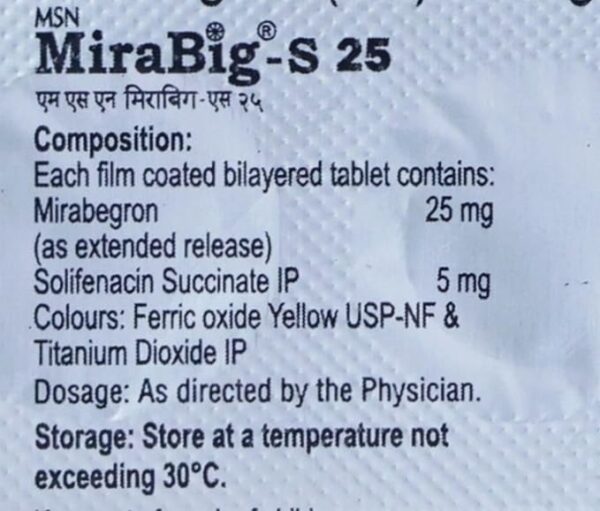 MSN
MiraBig®-S 25
एम एस एन मिराबिग-एस २५
Composition:
Each film coated bilayered tablet contains:
Mirabegron 25 mg
(as extended release)
Solifenacin Succinate IP 5 mg
Colours: Ferric oxide Yellow USP-NF &
Titanium Dioxide IP
Dosage: As directed by the Physician.
Storage: Store at a temperature not
exceeding 30°C.